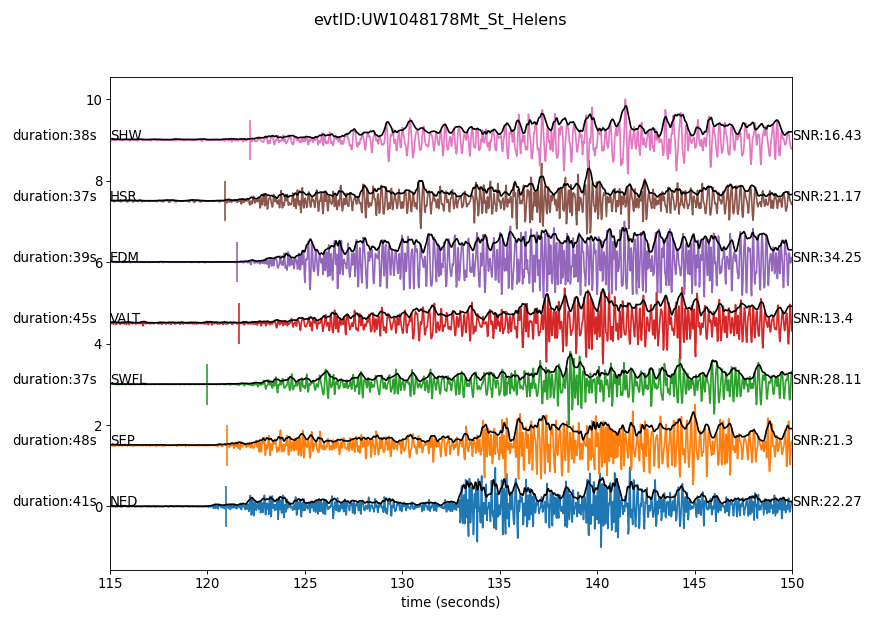 evtID:UW1048178Mt_St_Helens
10
duration:38s SHW SNR:16.43
8
duration:37s HSR SNR:21.17
duration:39s EDM SNR:34.25
6
duration:45s VALT SNR:13.4
4
duration:37s SWFL SNR:28.11
2
duration:48s SEP SNR:21.3
duration:41s NED SNR:22.27
0
115 120 125 130 135 140 145 150
time (seconds)